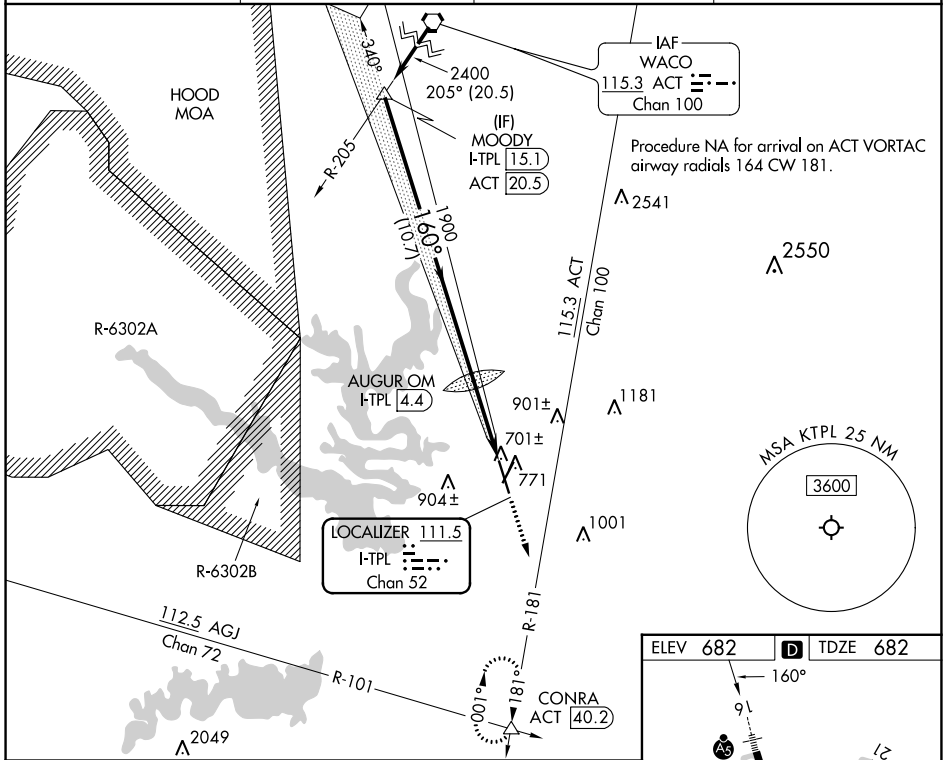 340°
2400
205° (20.5)
IAF
WACO
115.3 ACT
Chan 100
HOOD
MOA
(IF)
MOODY
I-TPL 15.1
ACT 20.5
R-205
Procedure NA for arrival on ACT VORTAC
airway radials 164 CW 181.
2541
1900
160°
(10.7)
2550
115.3 ACT
Chan 100
R-6302A
AUGUR OM
I-TPL 4.4
901±
1181
701±
771
904±
MSA KTPL 25 NM
3600
LOCALIZER 111.5
I-TPL
Chan 52
1001
R-6302B
R-181
112.5 AGJ
Chan 72
R-101
001°
181°
CONRA
ACT 40.2
2049
ELEV 682
D
TDZE 682
160°
16
A5
21